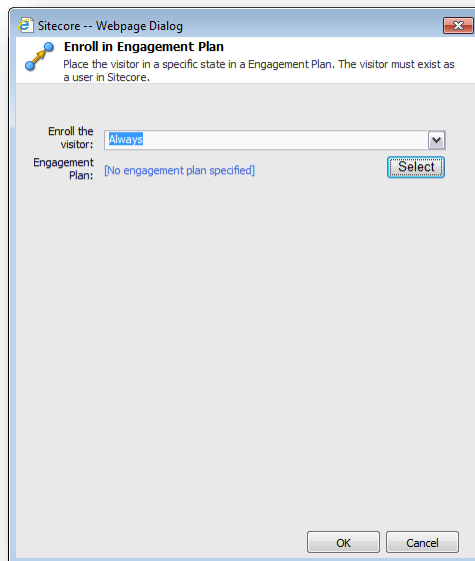 Sitecore -- Webpage Dialog
Enroll in Engagement Plan
Place the visitor in a specific state in a Engagement Plan. The visitor must exist as
a user in Sitecore.
Enroll the
visitor:
Always
Engagement
Plan:
[No engagement plan specified]
Select
OK
Cancel